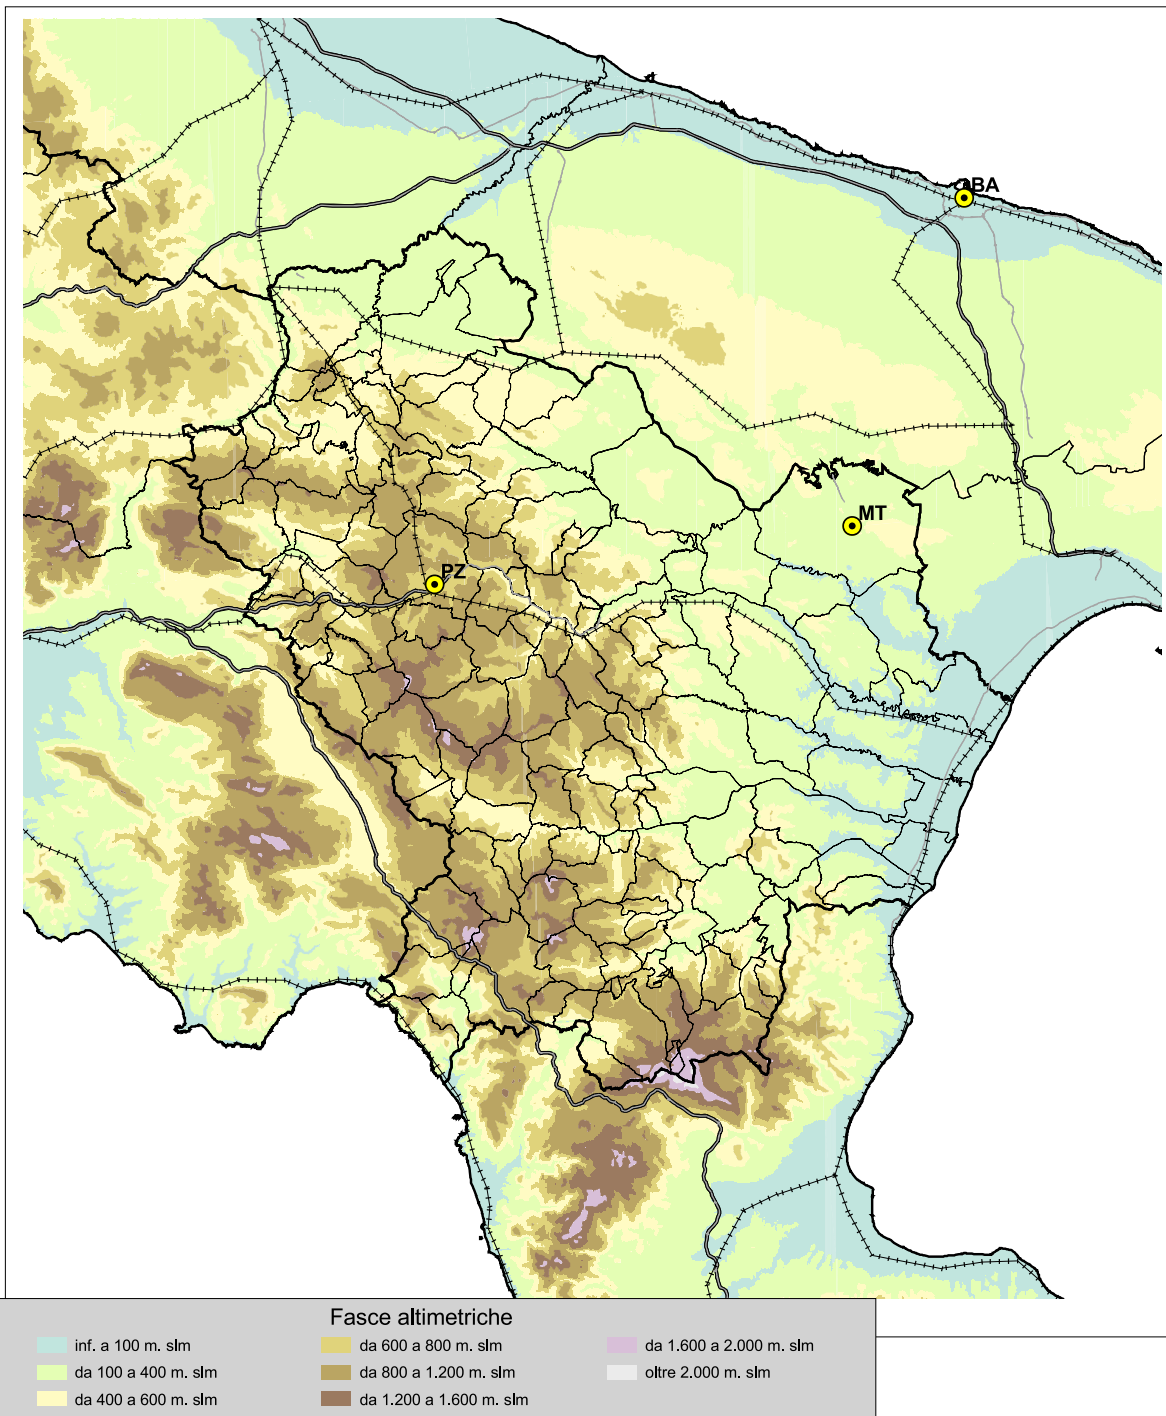 BA
MT
PZ
Fasce altimetriche
inf. a 100 m. slm
da 100 a 400 m. slm
da 400 a 600 m. slm
da 600 a 800 m. slm
da 800 a 1.200 m. slm
da 1.200 a 1.600 m. slm
da 1.600 a 2.000 m. slm
oltre 2.000 m. slm